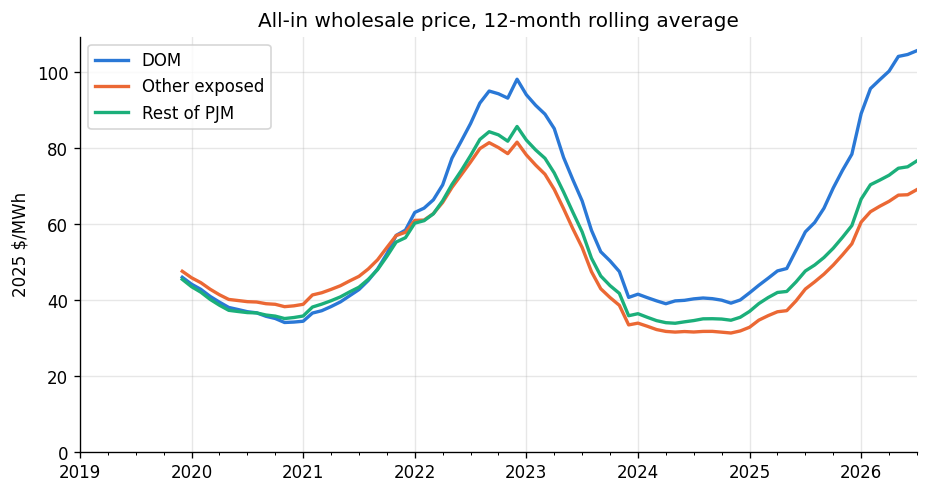 All-in wholesale price, 12-month rolling average
DOM
Other exposed
Rest of PJM
2025 $/MWh
100
80
60
40
20
0
2019 2020 2021 2022 2023 2024 2025 2026